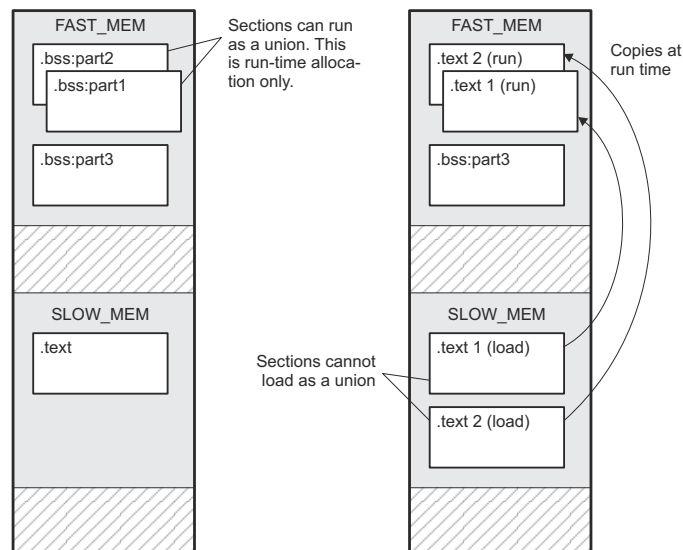 FAST_MEM
.bss:part2
.bss:part1
.bss:part3
SLOW_MEM
.text
Sections can run
as a union. This
is run-time alloca-
tion only.
FAST_MEM
.text 2 (run)
.text 1 (run)
.bss:part3
SLOW_MEM
.text 1 (load)
.text 2 (load)
Copies at
run time
Sections cannot
load as a union